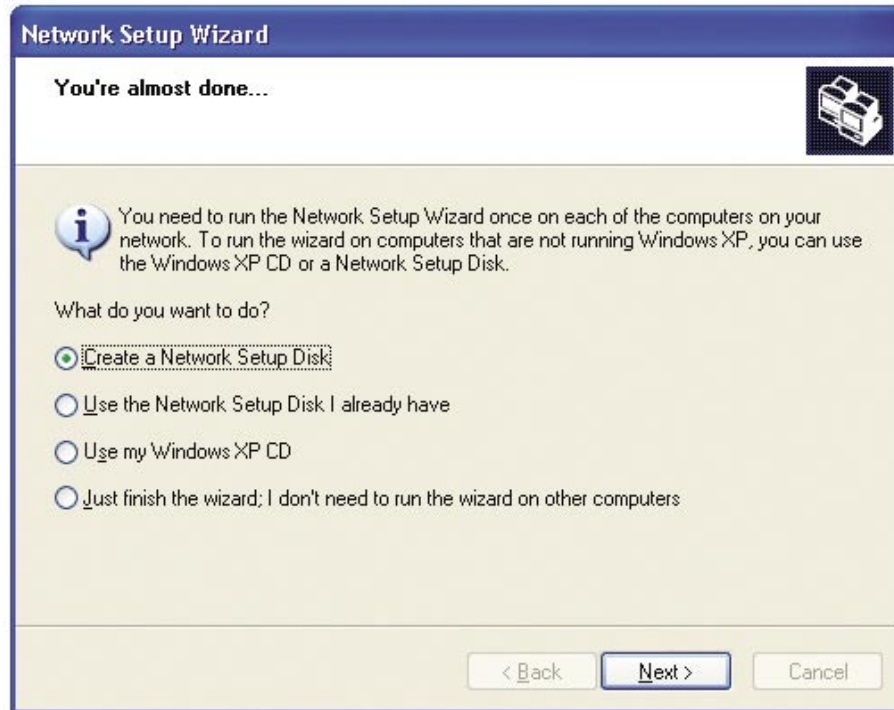 Network Setup Wizard
You're almost done...
You need to run the Network Setup Wizard once on each of the computers on your
network. To run the wizard on computers that are not running Windows XP, you can use
the Windows XP CD or a Network Setup Disk.
What do you want to do?
Create a Network Setup Disk
Use the Network Setup Disk I already have
Use my Windows XP CD
Just finish the wizard; I don't need to run the wizard on other computers
< Back
Next >
Cancel